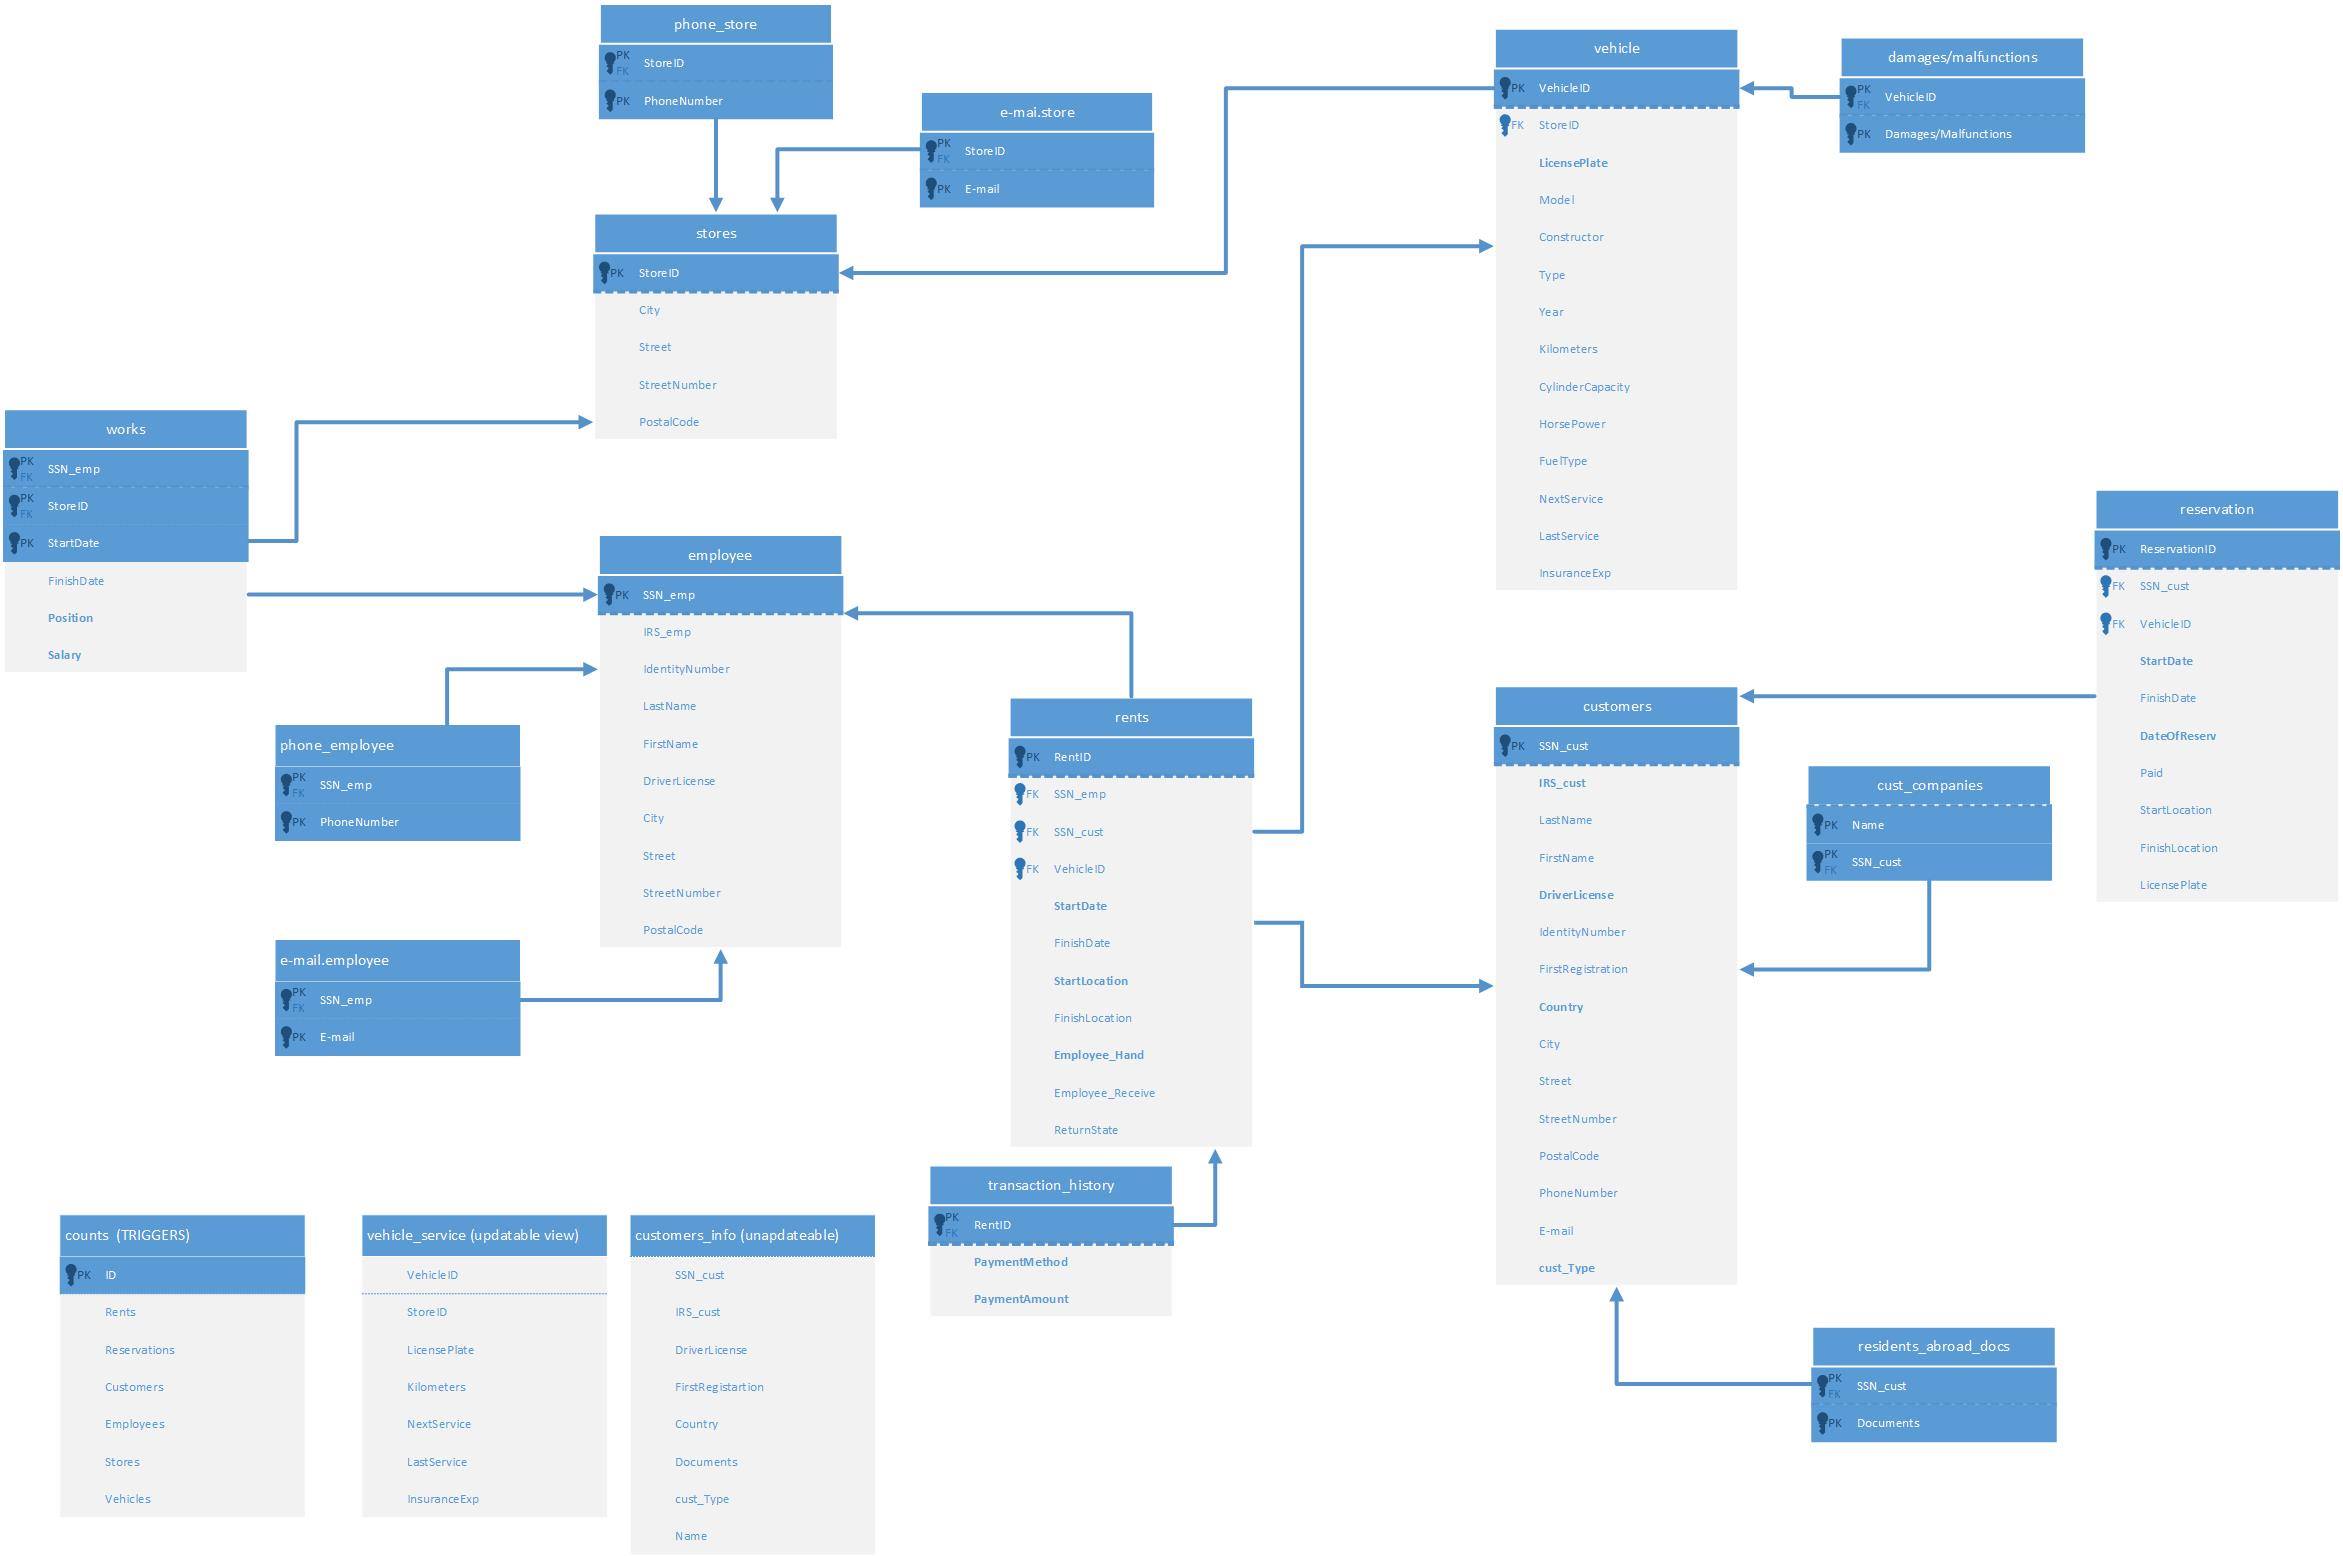 phone_store
PK
FK
StoreID
PK PhoneNumber
e-mai.store
PK
FK
StoreID
PK E-mail
stores
PK StoreID
City
Street
StreetNumber
PostalCode
vehicle
PK VehicleID
FK StoreID
LicensePlate
Model
Constructor
Type
Year
Kilometers
CylinderCapacity
HorsePower
FuelType
NextService
LastService
InsuranceExp
damages/malfunctions
PK
FK
VehicleID
PK Damages/Malfunctions
works
PK
FK
SSN_emp
PK
FK
StoreID
PK StartDate
FinishDate
Position
Salary
employee
PK SSN_emp
IRS_emp
IdentityNumber
LastName
FirstName
DriverLicense
City
Street
StreetNumber
PostalCode
phone_employee
PK
FK
SSN_emp
PK PhoneNumber
e-mail.employee
PK
FK
SSN_emp
PK E-mail
rents
PK RentID
FK SSN_emp
FK SSN_cust
FK VehicleID
StartDate
FinishDate
StartLocation
FinishLocation
Employee_Hand
Employee_Receive
ReturnState
customers
PK SSN_cust
IRS_cust
LastName
FirstName
DriverLicense
IdentityNumber
FirstRegistration
Country
City
Street
StreetNumber
PostalCode
PhoneNumber
E-mail
cust_Type
reservation
PK ReservationID
FK SSN_cust
FK VehicleID
StartDate
FinishDate
DateOfReserv
Paid
StartLocation
FinishLocation
LicensePlate
cust_companies
PK Name
PK
FK
SSN_cust
transaction_history
PK
FK
RentID
PaymentMethod
PaymentAmount
residents_abroad_docs
PK
FK
SSN_cust
PK Documents
counts (TRIGGERS)
PK ID
Rents
Reservations
Customers
Employees
Stores
Vehicles
vehicle_service (updatable view)
VehicleID
StoreID
LicensePlate
Kilometers
NextService
LastService
InsuranceExp
customers_info (unapdateable)
SSN_cust
IRS_cust
DriverLicense
FirstRegistartion
Country
Documents
cust_Type
Name